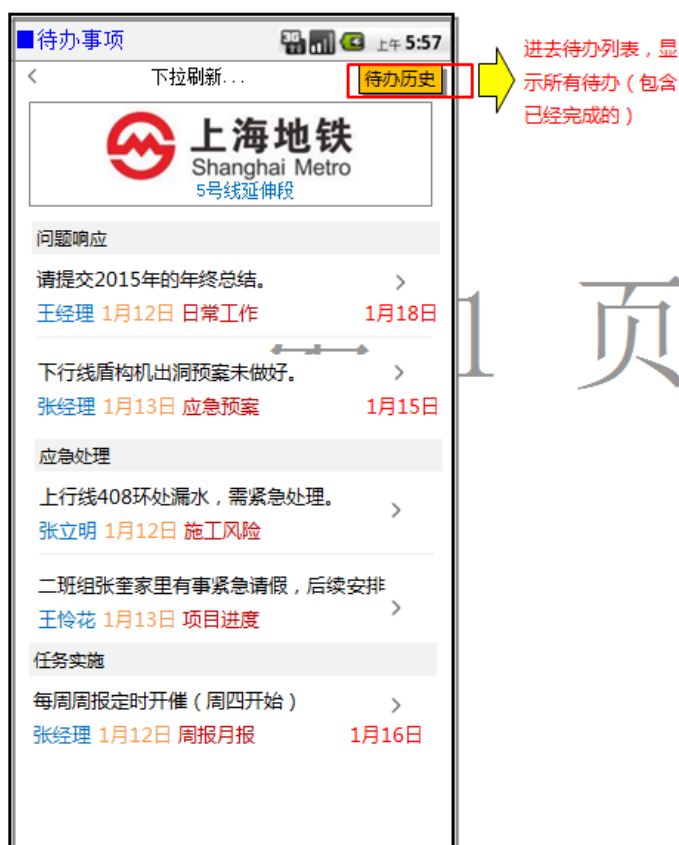 待办事项
3G
上午 5:57
下拉刷新...
待办历史
进去待办列表，显
示所有待办（包含
已经完成的）
上海地铁
Shanghai Metro
5号线延伸段
问题响应
请提交2015年的年终总结。
王经理 1月12日 日常工作 1月18日
下行线盾构机出洞预案未做好。
张经理 1月13日 应急预案 1月15日
应急处理
上行线408环处漏水，需紧急处理。
张立明 1月12日 施工风险
二班组张奎家里有事紧急请假，后续安排
王怜花 1月13日 项目进度
任务实施
每周周报定时开催（周四开始）
张经理 1月12日 周报月报 1月16日
1 页